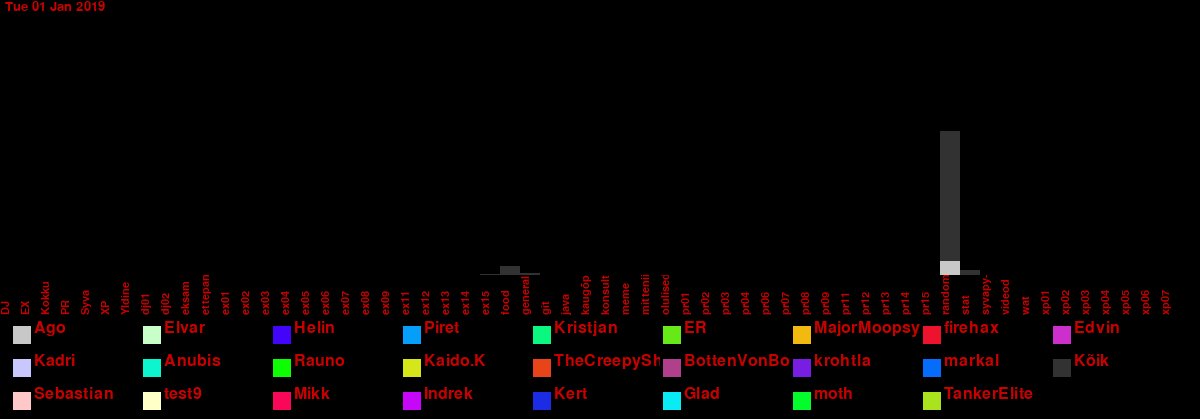 Tue 01 Jan 2019
DJ
EX
Kokku
PR
Syva
XP
Yldine
dj01
dj02
eksam
ettepan
ex01
ex02
ex03
ex04
ex05
ex06
ex07
ex08
ex09
ex11
ex12
ex13
ex14
ex15
food
general
git
java
kaugõp
konsult
meme
mitteni
olulised
pr01
pr02
pr03
pr04
pr06
pr07
pr08
pr09
pr11
pr12
pr13
pr14
pr15
random
stat
syvapy-
videod
wat
xp01
xp02
xp03
xp04
xp05
xp06
xp07
Ago Elvar Helin Piret Kristjan ER MajorMoopsy firehax Edvin
Kadri Anubis Rauno Kaido.K TheCreepySh BottenVonBo krohtla markal Kõik
Sebastian test9 Mikk Indrek Kert Glad moth TankerElite